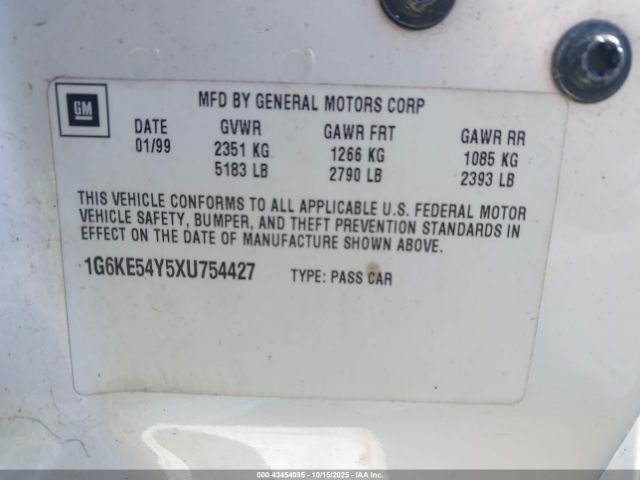 GM
MFD BY GENERAL MOTORS CORP
DATE GVWR GAWR FRT GAWR RR
01/99 2351 KG 1266 KG 1085 KG
5183 LB 2790 LB 2393 LB
THIS VEHICLE CONFORMS TO ALL APPLICABLE U.S. FEDERAL MOTOR
VEHICLE SAFETY, BUMPER, AND THEFT PREVENTION STANDARDS IN
EFFECT ON THE DATE OF MANUFACTURE SHOWN ABOVE.
1G6KE54Y5XU754427 TYPE: PASS CAR
000-43454095 - 10/15/2025 - IAAI.COM